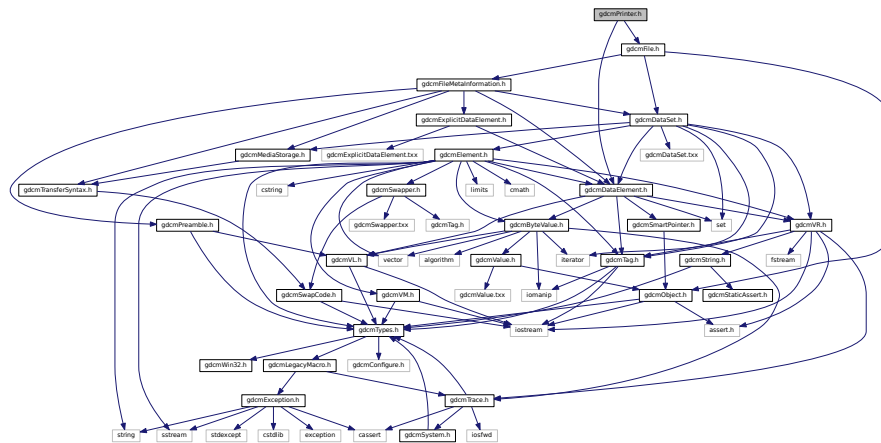 gdcmPrinter.h
gdcmFile.h
gdcmFileMetaInformation.h
gdcmExplicitDataElement.h
gdcmDataSet.h
gdcmMediaStorage.h
gdcmExplicitDataElement.txx
gdcmElement.h
gdcmDataSet.txx
gdcmTransferSyntax.h
cstring
gdcmSwapper.h
limits
cmath
gdcmDataElement.h
gdcmPreamble.h
gdcmSwapper.txx
gdcmTag.h
gdcmByteValue.h
gdcmSmartPointer.h
set
gdcmVR.h
gdcmVL.h
vector
algorithm
gdcmValue.h
iterator
gdcmTag.h
gdcmString.h
fstream
gdcmSwapCode.h
gdcmVM.h
gdcmValue.txx
iomanip
gdcmObject.h
gdcmStaticAssert.h
gdcmTypes.h
iostream
assert.h
gdcmWin32.h
gdcmLegacyMacro.h
gdcmConfigure.h
gdcmException.h
gdcmTrace.h
string
sstream
stdexcept
cstdlib
exception
cassert
gdcmSystem.h
iosfwd